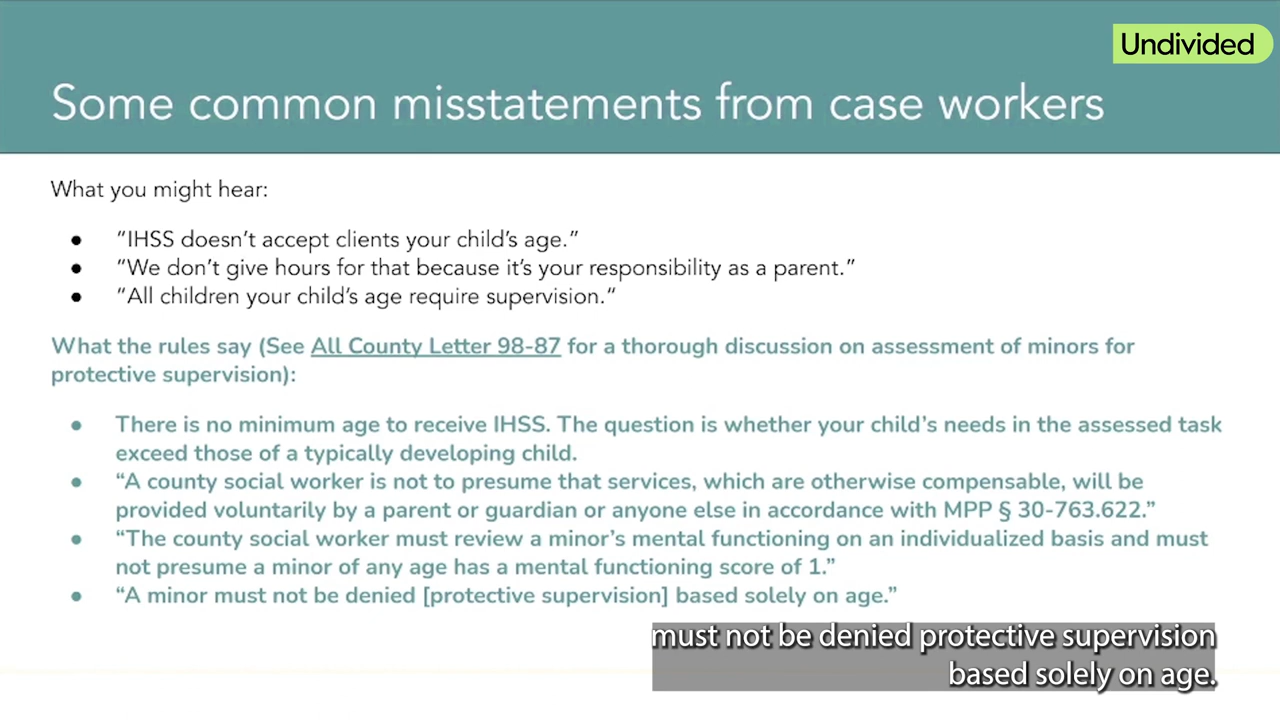 Undivided
Some common misstatements from case workers
What you might hear:
● “IHSS doesn’t accept clients your child’s age.”
● “We don’t give hours for that because it’s your responsibility as a parent.”
● “All children your child’s age require supervision.“
What the rules say (See All County Letter 98-87 for a thorough discussion on assessment of minors for
protective supervision):
● There is no minimum age to receive IHSS. The question is whether your child’s needs in the assessed task
exceed those of a typically developing child.
● “A county social worker is not to presume that services, which are otherwise compensable, will be
provided voluntarily by a parent or guardian or anyone else in accordance with MPP § 30-763.622.”
● “The county social worker must review a minor’s mental functioning on an individualized basis and must
not presume a minor of any age has a mental functioning score of 1.”
● “A minor must not be denied [protective supervision] based solely on age.”
must not be denied protective supervision
based solely on age.